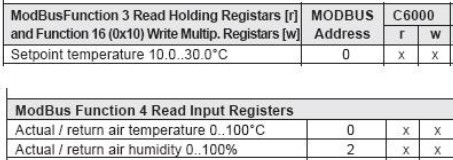 ModBusFunction 3 Read Holding Registars [r] MODBUS C6000
and Function 16 (0x10) Write Multip. Registars [w] Address r w
Setpoint temperature 10.0..30.0°C 0 x x
ModBus Function 4 Read Input Registers
Actual / return air temperature 0..100°C 0 x x
Actual / return air humidity 0..100% 2 x x